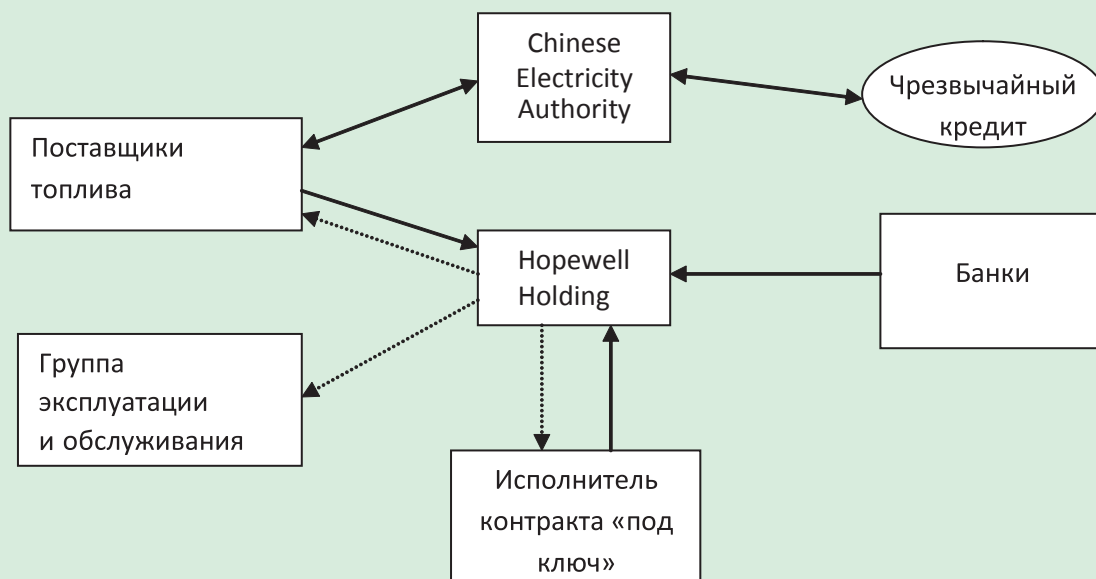 Chinese
Electricity
Authority
Чрезвычайный
кредит
Поставщики
топлива
Hopewell
Holding
Банки
Группа
эксплуатации
и обслуживания
Исполнитель
контракта «под
ключ»